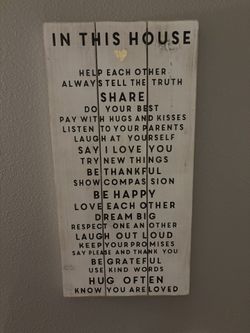 IN THIS HOUSE
HELP EACH OTHER
ALWAYS TELL THE TRUTH
SHARE
DO YOUR BEST
PAY WITH HUGS AND KISSES
LISTEN TO YOUR PARENTS
LAUGH AT YOURSELF
SAY I LOVE YOU
TRY NEW THINGS
BE THANKFUL
SHOW COMPASSION
BE HAPPY
LOVE EACH OTHER
DREAM BIG
RESPECT ONE ANOTHER
LAUGH OUT LOUD
KEEP YOUR PROMISES
SAY PLEASE AND THANK YOU
BE GRATEFUL
USE KIND WORDS
HUG OFTEN
KNOW YOU ARE LOVED